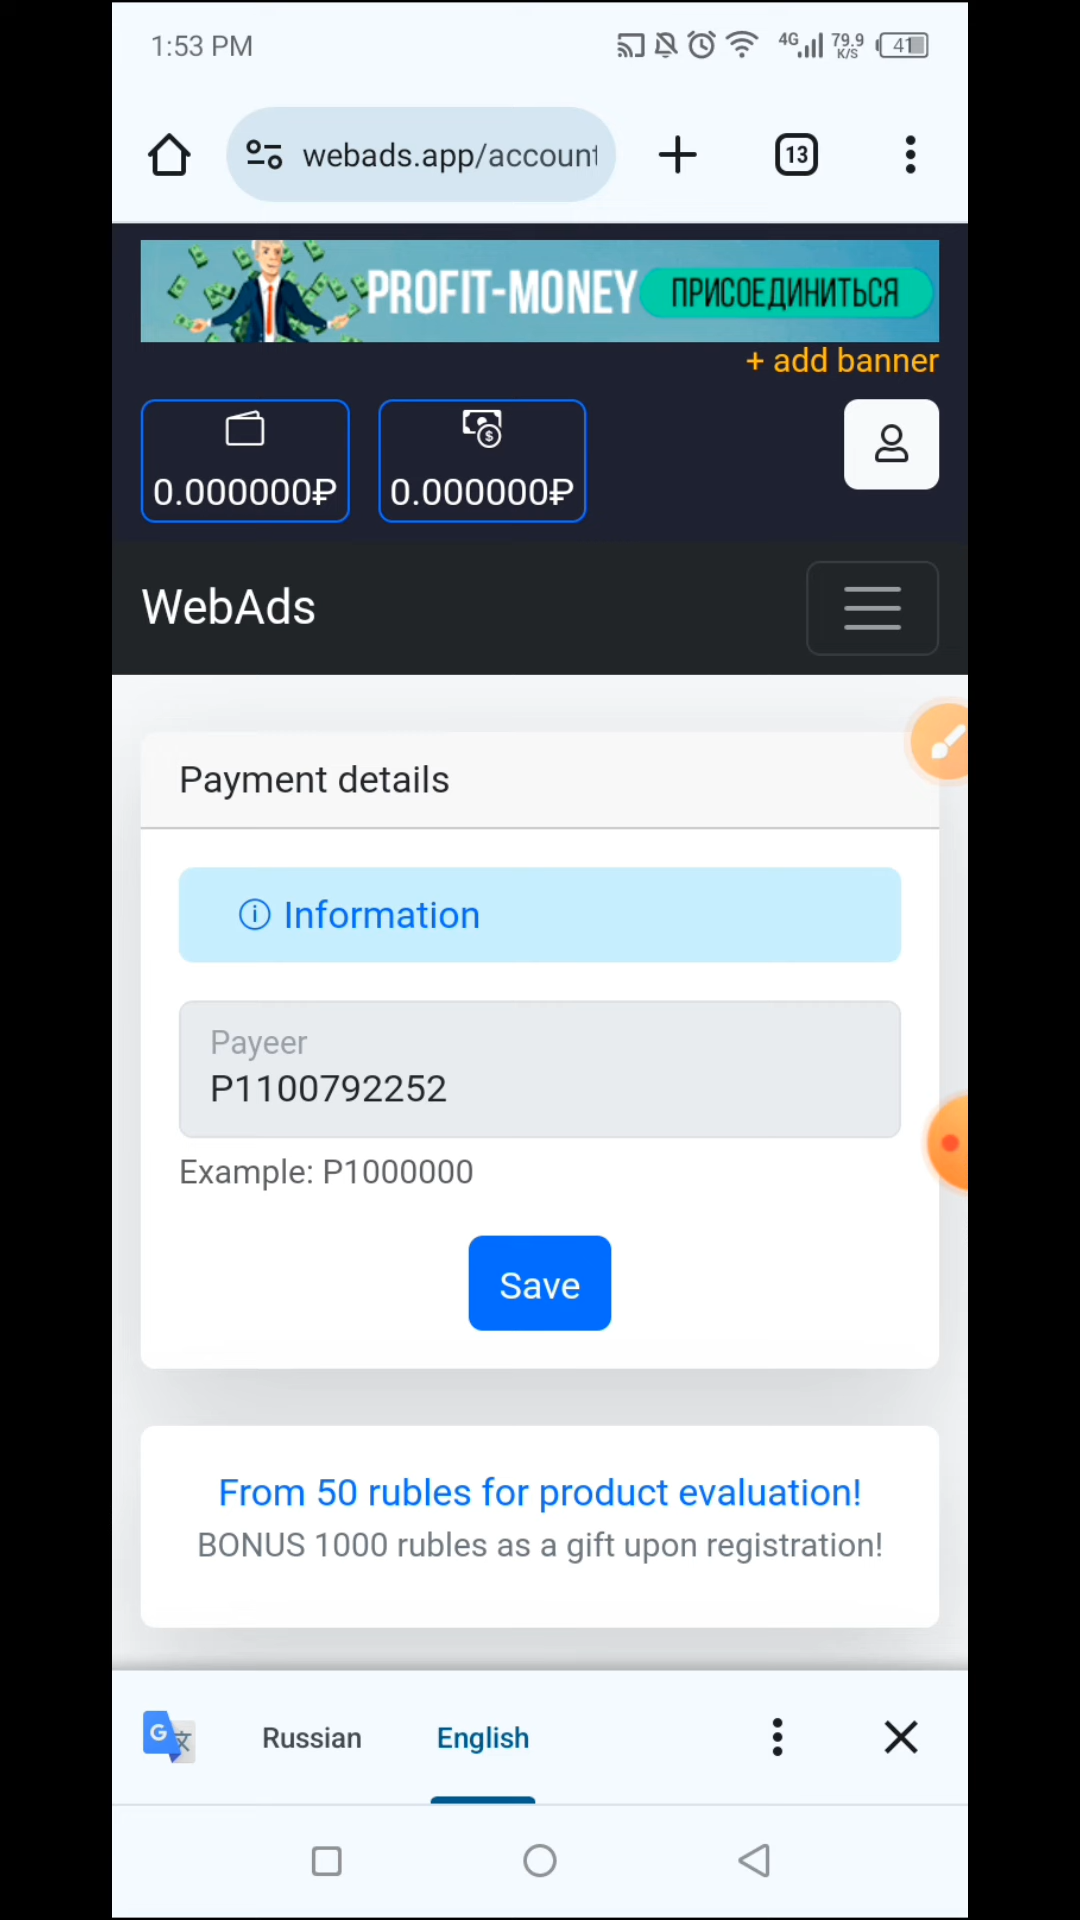 1:53 PM
4G
79.9
K/S
41
webads.app/account
13
PROFIT-MONEY
ПРИСОЕДИНИТЬСЯ
+ add banner
0.000000₽
0.000000₽
WebAds
Payment details
Information
Payeer
P1100792252
Example: P1000000
Save
From 50 rubles for product evaluation!
BONUS 1000 rubles as a gift upon registration!
G 文
Russian
English